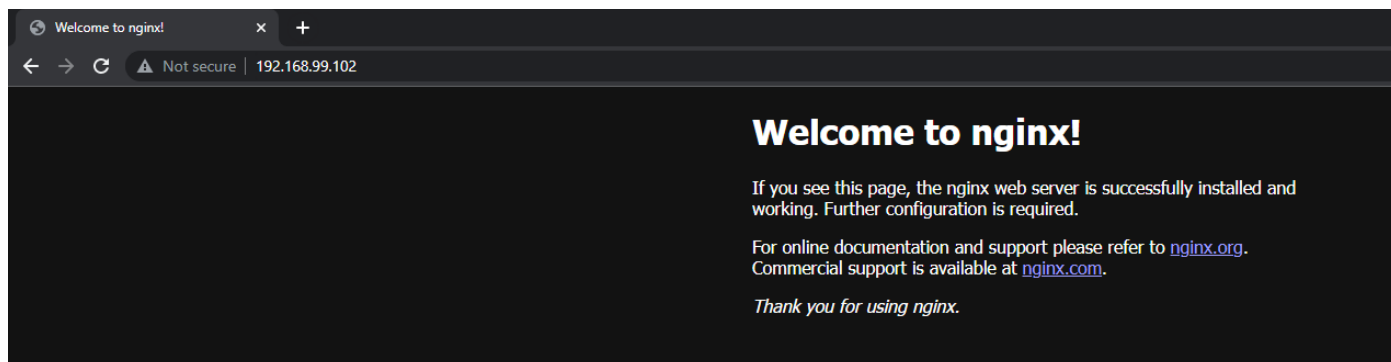 Welcome to nginx!
Not secure | 192.168.99.102
Welcome to nginx!
If you see this page, the nginx web server is successfully installed and
working. Further configuration is required.
For online documentation and support please refer to nginx.org.
Commercial support is available at nginx.com.
Thank you for using nginx.